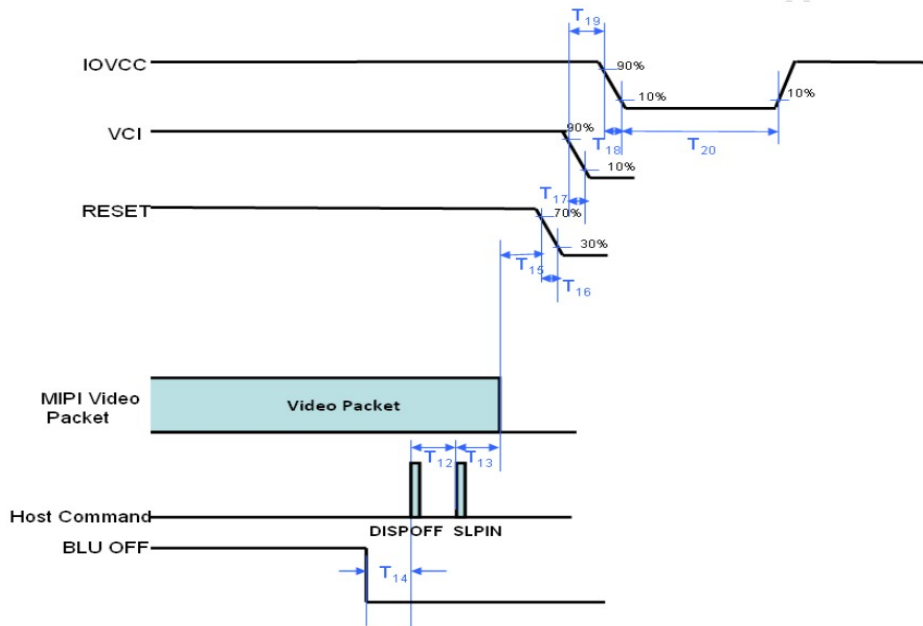 T19
IOVCC
90%
10%
10%
T18
T20
VCI
90%
10%
T17
RESET
70%
30%
T15
T16
MIPI Video
Packet
Video Packet
T12
T13
Host Command
DISPOFF SLPIN
BLU OFF
T14